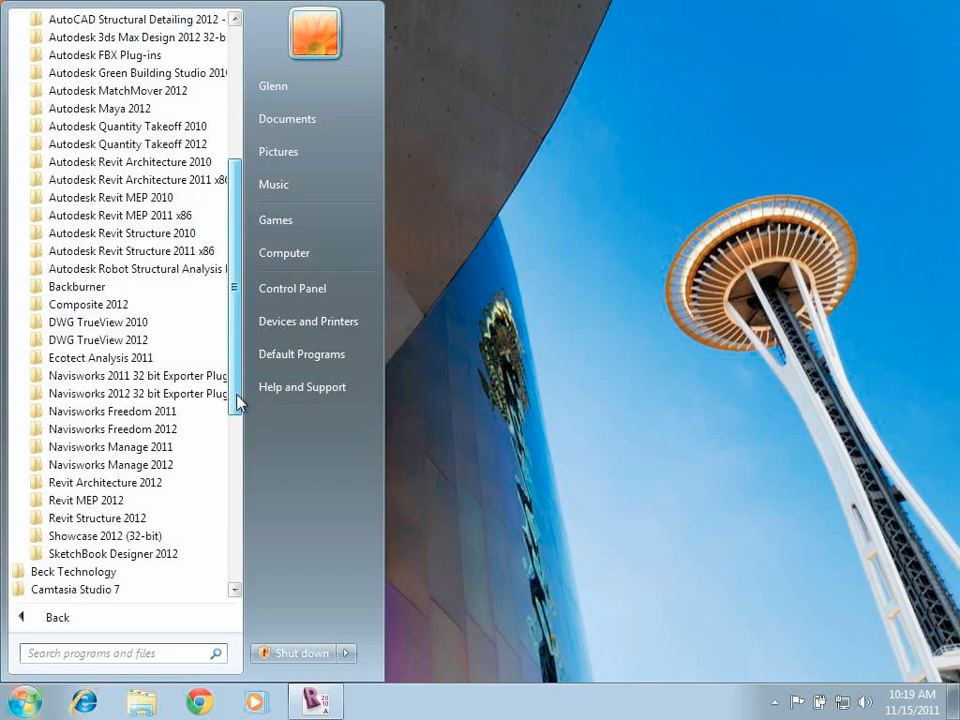 AutoCAD Structural Detailing 2012 -
Autodesk 3ds Max Design 2012 32-b
Autodesk FBX Plug-ins
Autodesk Green Building Studio 201
Autodesk MatchMover 2012
Autodesk Maya 2012
Autodesk Quantity Takeoff 2010
Autodesk Quantity Takeoff 2012
Autodesk Revit Architecture 2010
Autodesk Revit Architecture 2011 x86
Autodesk Revit MEP 2010
Autodesk Revit MEP 2011 x86
Autodesk Revit Structure 2010
Autodesk Revit Structure 2011 x86
Autodesk Robot Structural Analysis
Backburner
Composite 2012
DWG TrueView 2010
DWG TrueView 2012
Ecotect Analysis 2011
Navisworks 2011 32 bit Exporter Plug
Navisworks 2012 32 bit Exporter Plug
Navisworks Freedom 2011
Navisworks Freedom 2012
Navisworks Manage 2011
Navisworks Manage 2012
Revit Architecture 2012
Revit MEP 2012
Revit Structure 2012
Showcase 2012 (32-bit)
SketchBook Designer 2012
Beck Technology
Camtasia Studio 7
Back
Search programs and files
Glenn
Documents
Pictures
Music
Games
Computer
Control Panel
Devices and Printers
Default Programs
Help and Support
Shut down
10:19 AM
11/15/2011